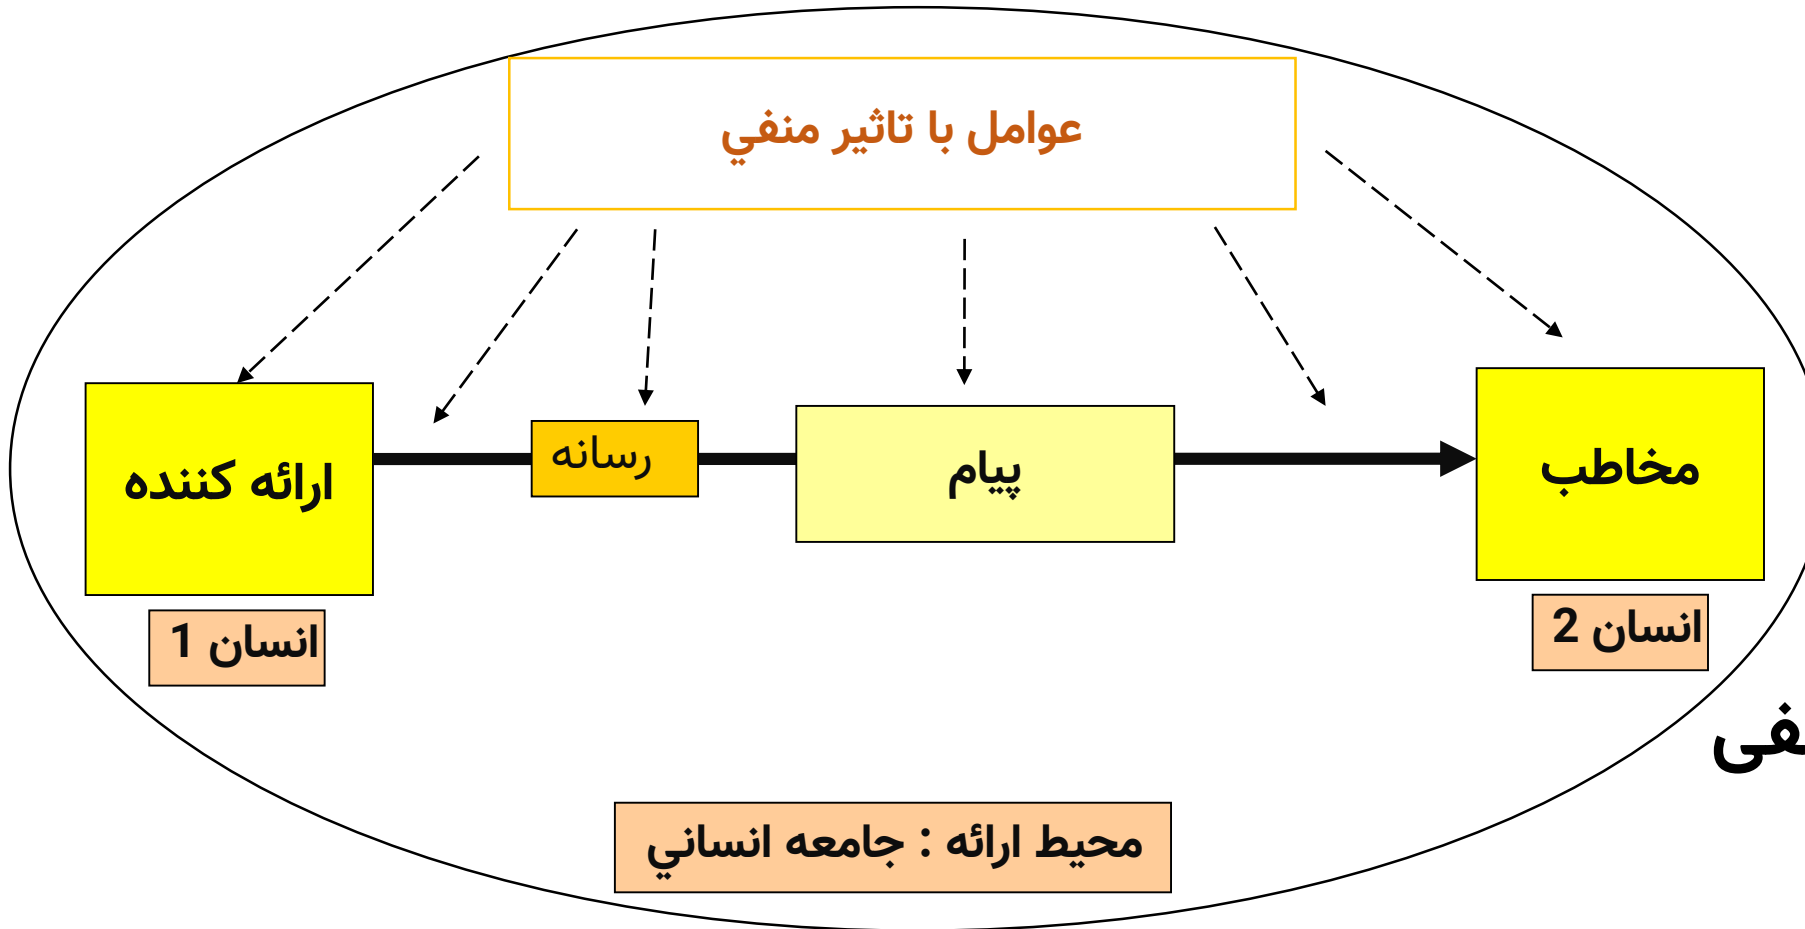 عوامل با تاثير منفي
ارائه كننده
رسانه
پيام
مخاطب
انسان 1
انسان 2
محيط ارائه : جامعه انساني